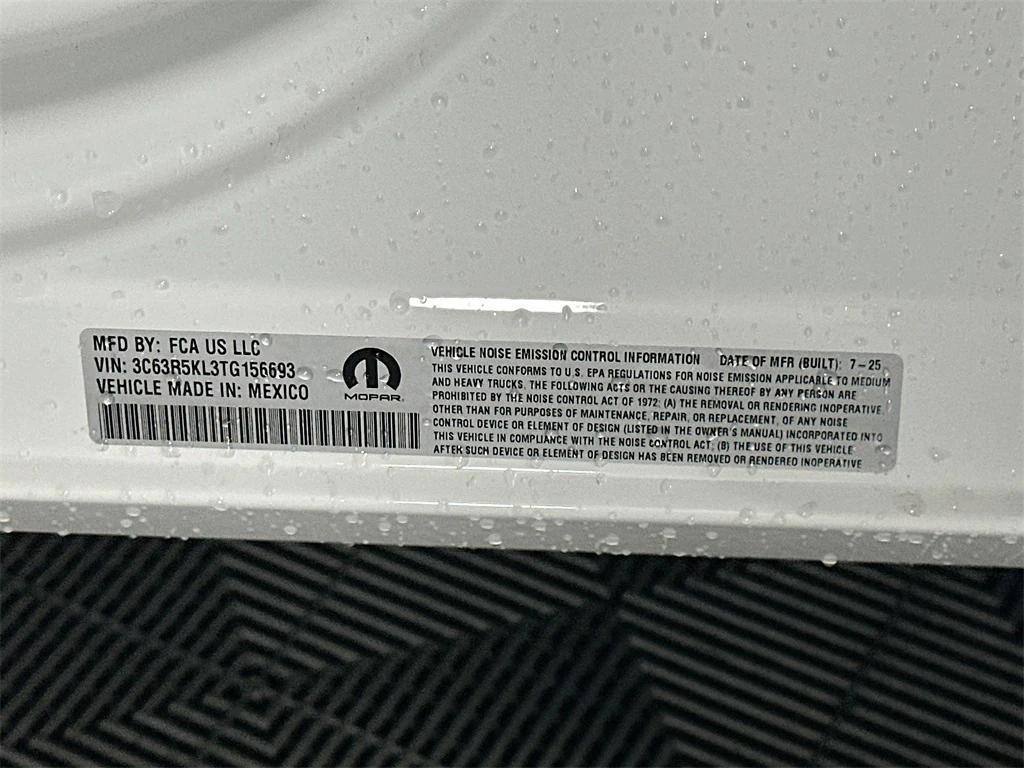 MFD BY: FCA US LLC
VIN: 3C63R5KL3TG156693
VEHICLE MADE IN: MEXICO
MOPAR®
VEHICLE NOISE EMISSION CONTROL INFORMATION DATE OF MFR (BUILT): 7-25
THIS VEHICLE CONFORMS TO U.S. EPA REGULATIONS FOR NOISE EMISSION APPLICABLE TO MEDIUM
AND HEAVY TRUCKS. THE FOLLOWING ACTS OR THE CAUSING THEREOF BY ANY PERSON ARE
PROHIBITED BY THE NOISE CONTROL ACT OF 1972: (A) THE REMOVAL OR RENDERING INOPERATIVE,
OTHER THAN FOR PURPOSES OF MAINTENANCE, REPAIR, OR REPLACEMENT, OF ANY NOISE
CONTROL DEVICE OR ELEMENT OF DESIGN (LISTED IN THE OWNER'S MANUAL) INCORPORATED INTO
THIS VEHICLE IN COMPLIANCE WITH THE NOISE CONTROL ACT, (B) THE USE OF THIS VEHICLE
AFTER SUCH DEVICE OR ELEMENT OF DESIGN HAS BEEN REMOVED OR RENDERED INOPERATIVE